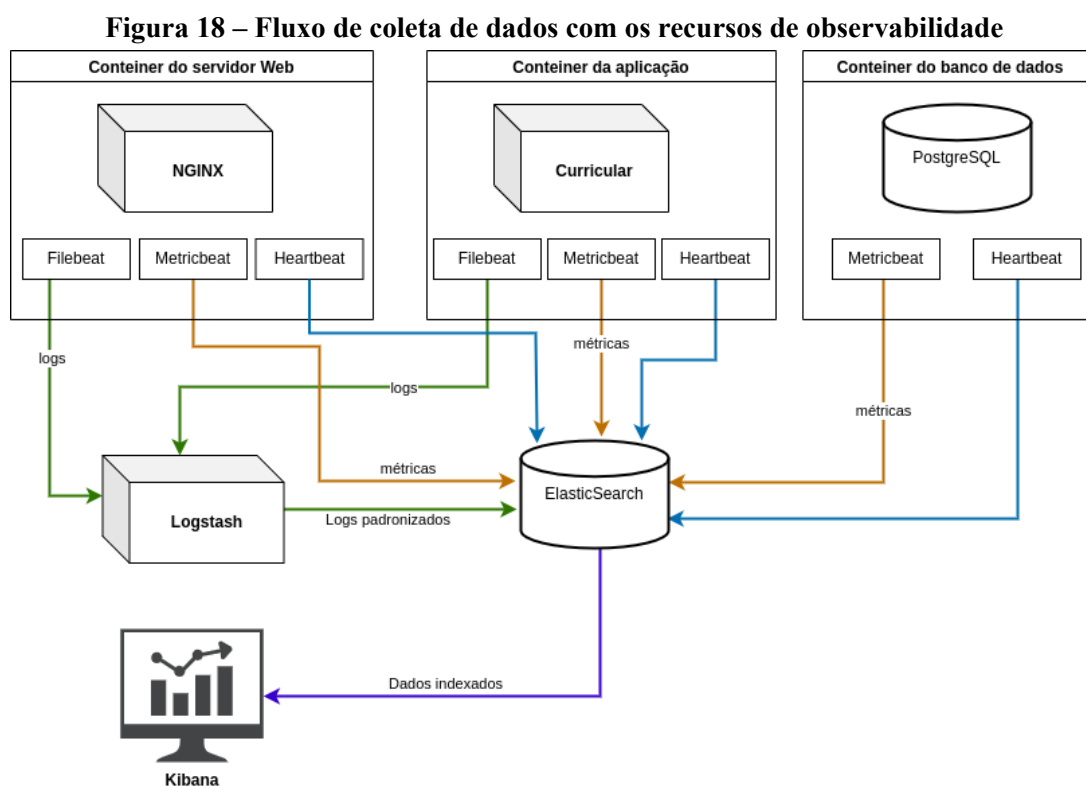 Figura 18 – Fluxo de coleta de dados com os recursos de observabilidade
Conteiner do servidor Web
Conteiner da aplicação
Conteiner do banco de dados
NGINX
Curricular
PostgreSQL
Filebeat
Metricbeat
Heartbeat
Filebeat
Metricbeat
Heartbeat
Metricbeat
Heartbeat
logs
métricas
logs
métricas
métricas
ElasticSearch
Logstash
Logs padronizados
Dados indexados
Kibana